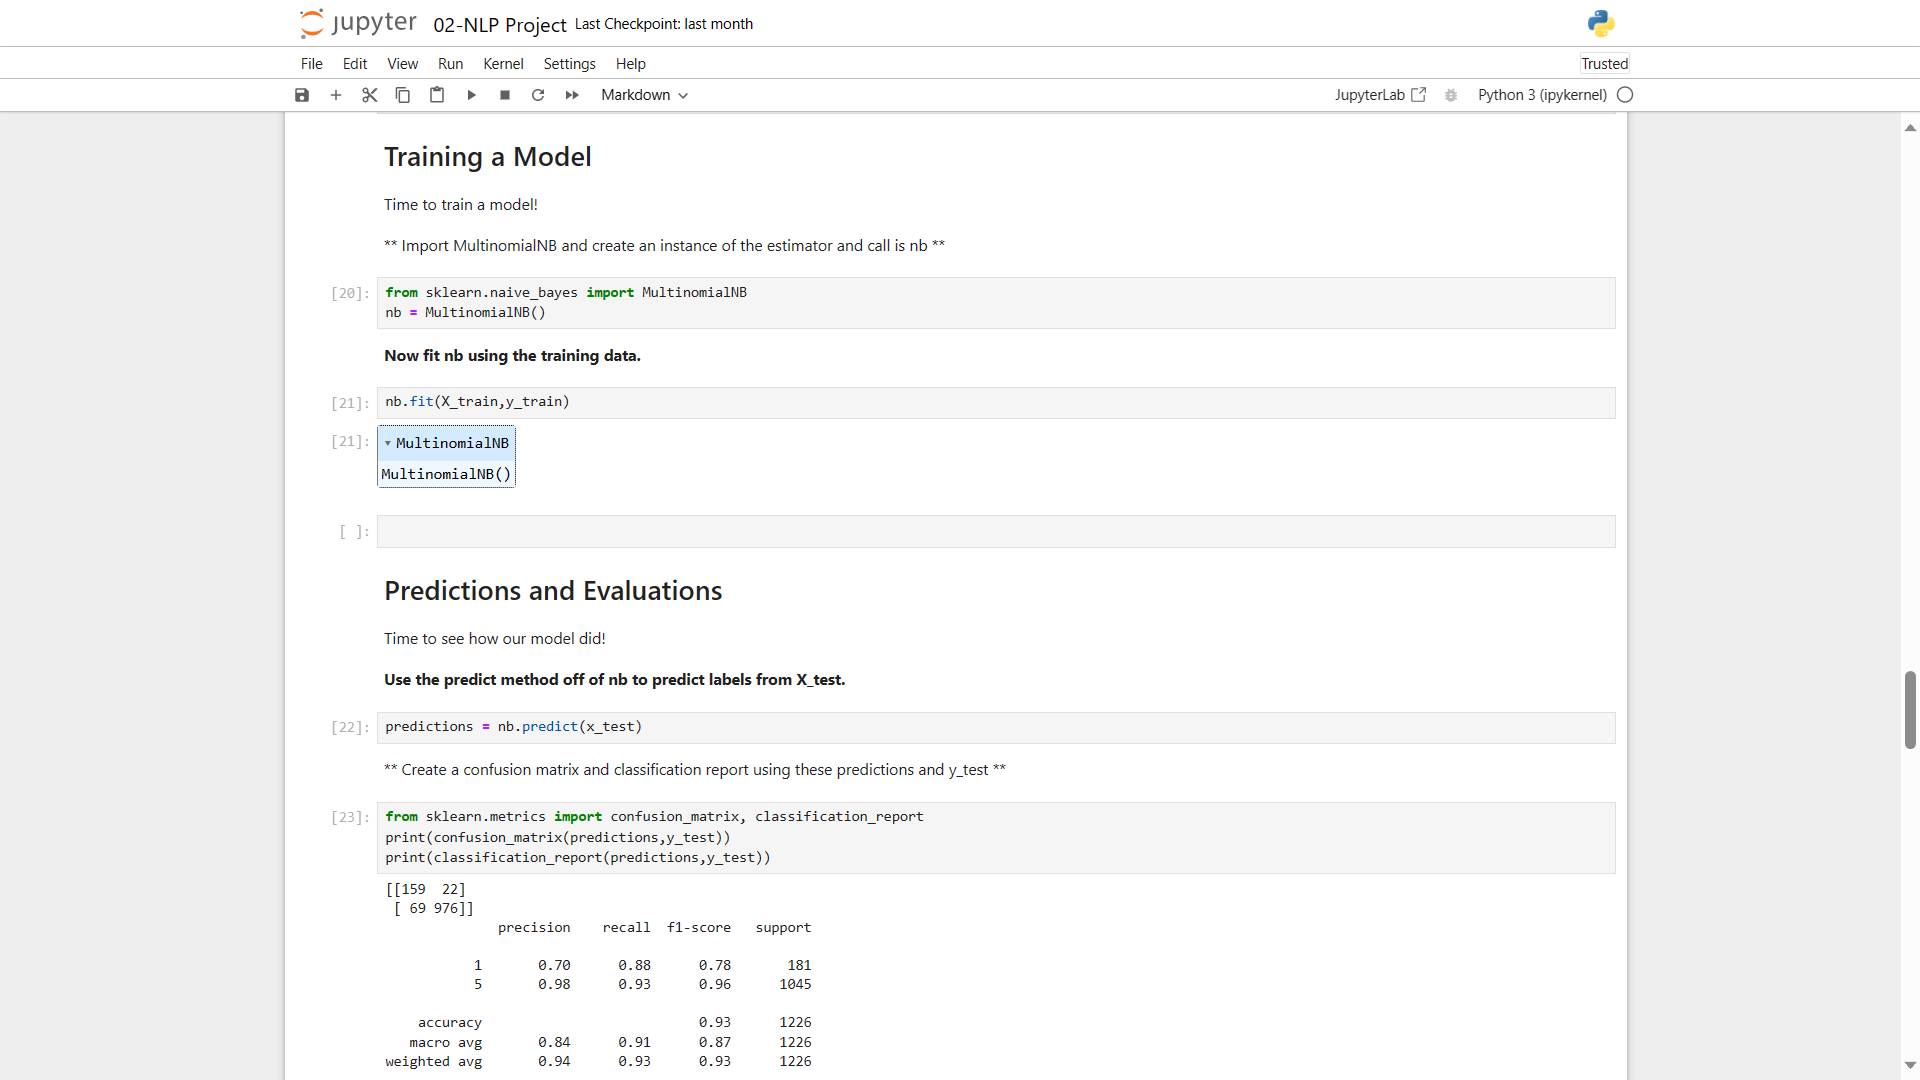 jupyter 02-NLP Project Last Checkpoint: last month
File Edit View Run Kernel Settings Help Trusted
Markdown JupyterLab Python 3 (ipykernel)
Training a Model
Time to train a model!
** Import MultinomialNB and create an instance of the estimator and call is nb **
[20]: from sklearn.naive_bayes import MultinomialNB
nb = MultinomialNB()
Now fit nb using the training data.
[21]: nb.fit(X_train,y_train)
[21]: ▾ MultinomialNB
MultinomialNB()
[ ]:
Predictions and Evaluations
Time to see how our model did!
Use the predict method off of nb to predict labels from X_test.
[22]: predictions = nb.predict(x_test)
** Create a confusion matrix and classification report using these predictions and y_test **
[23]: from sklearn.metrics import confusion_matrix, classification_report
print(confusion_matrix(predictions,y_test))
print(classification_report(predictions,y_test))
[[159  22]
 [ 69 976]]
              precision    recall  f1-score   support
           1       0.70      0.88      0.78       181
           5       0.98      0.93      0.96      1045
    accuracy                           0.93      1226
   macro avg       0.84      0.91      0.87      1226
weighted avg       0.94      0.93      0.93      1226